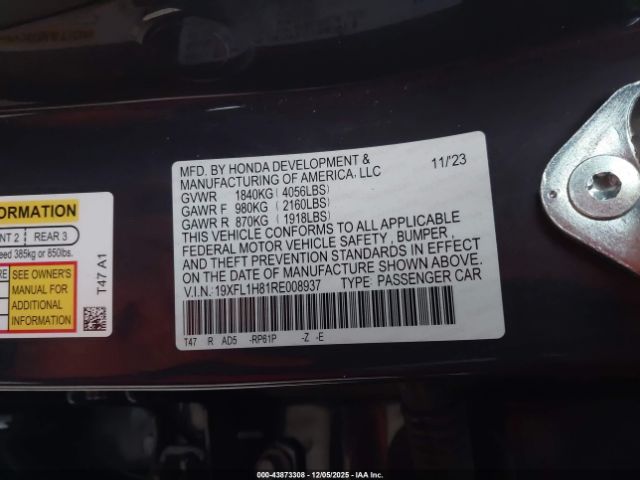 MFD. BY HONDA DEVELOPMENT & 11/'23
MANUFACTURING OF AMERICA, LLC
GVWR 1840KG (4056LBS)
GAWR F 980KG (2160LBS)
GAWR R 870KG (1918LBS)
THIS VEHICLE CONFORMS TO ALL APPLICABLE
FEDERAL MOTOR VEHICLE SAFETY, BUMPER,
AND THEFT PREVENTION STANDARDS IN EFFECT
ON THE DATE OF MANUFACTURE SHOWN ABOVE.
V.I.N.: 19XFL1H81RE008937 TYPE: PASSENGER CAR
T47 R AD5 -RP61P -Z -E
FORMATION
NT 2 REAR 3
eed 385kg or 850lbs.
RE SEE OWNER'S
MANUAL FOR
ADDITIONAL
INFORMATION
T47 A1
000-43873308 - 12/05/2025 - IAA Inc.